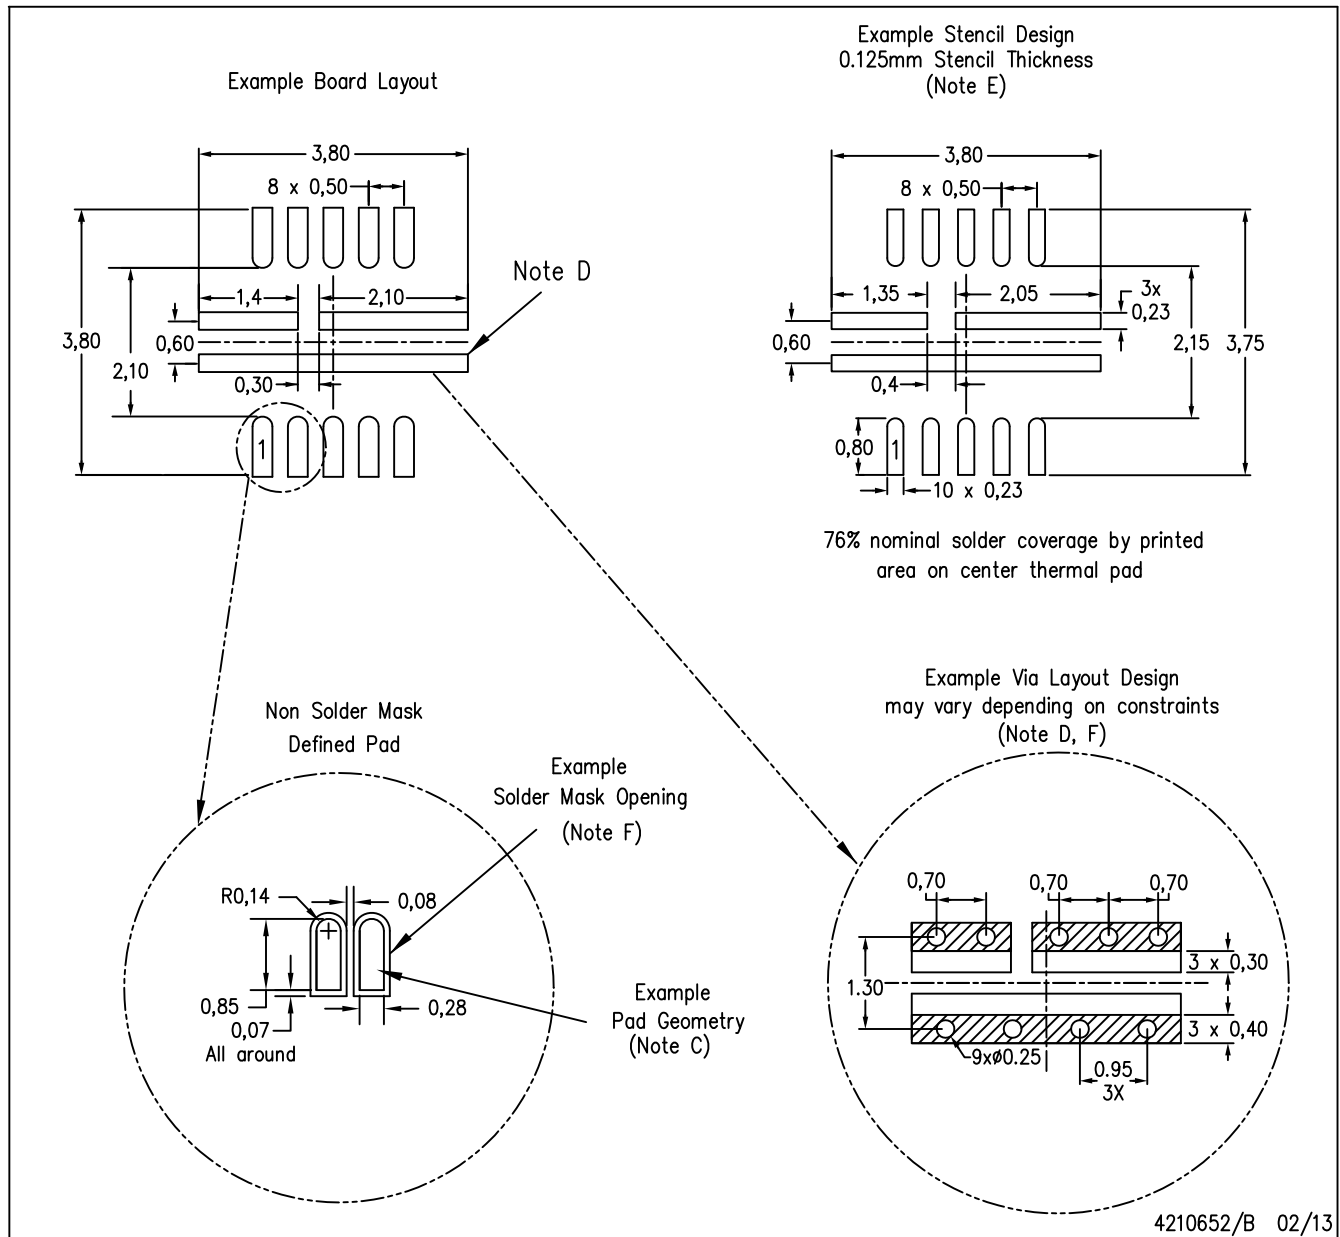 Example Board Layout
3,80
8 x 0,50
Note D
1,4
2,10
3,80
0,60
2,10
0,30
1
Example Stencil Design
0.125mm Stencil Thickness
(Note E)
3,80
8 x 0,50
1,35
2,05
3x
0,23
0,60
2,15
3,75
0,4
0,80
1
10 x 0,23
76% nominal solder coverage by printed
area on center thermal pad
Non Solder Mask
Defined Pad
Example
Solder Mask Opening
(Note F)
R0,14
0,08
0,85
0,07
All around
0,28
Example
Pad Geometry
(Note C)
Example Via Layout Design
may vary depending on constraints
(Note D, F)
0,70
0,70
0,70
3 x 0,30
1.30
3 x 0,40
9xø0.25
0.95
3X
4210652/B 02/13